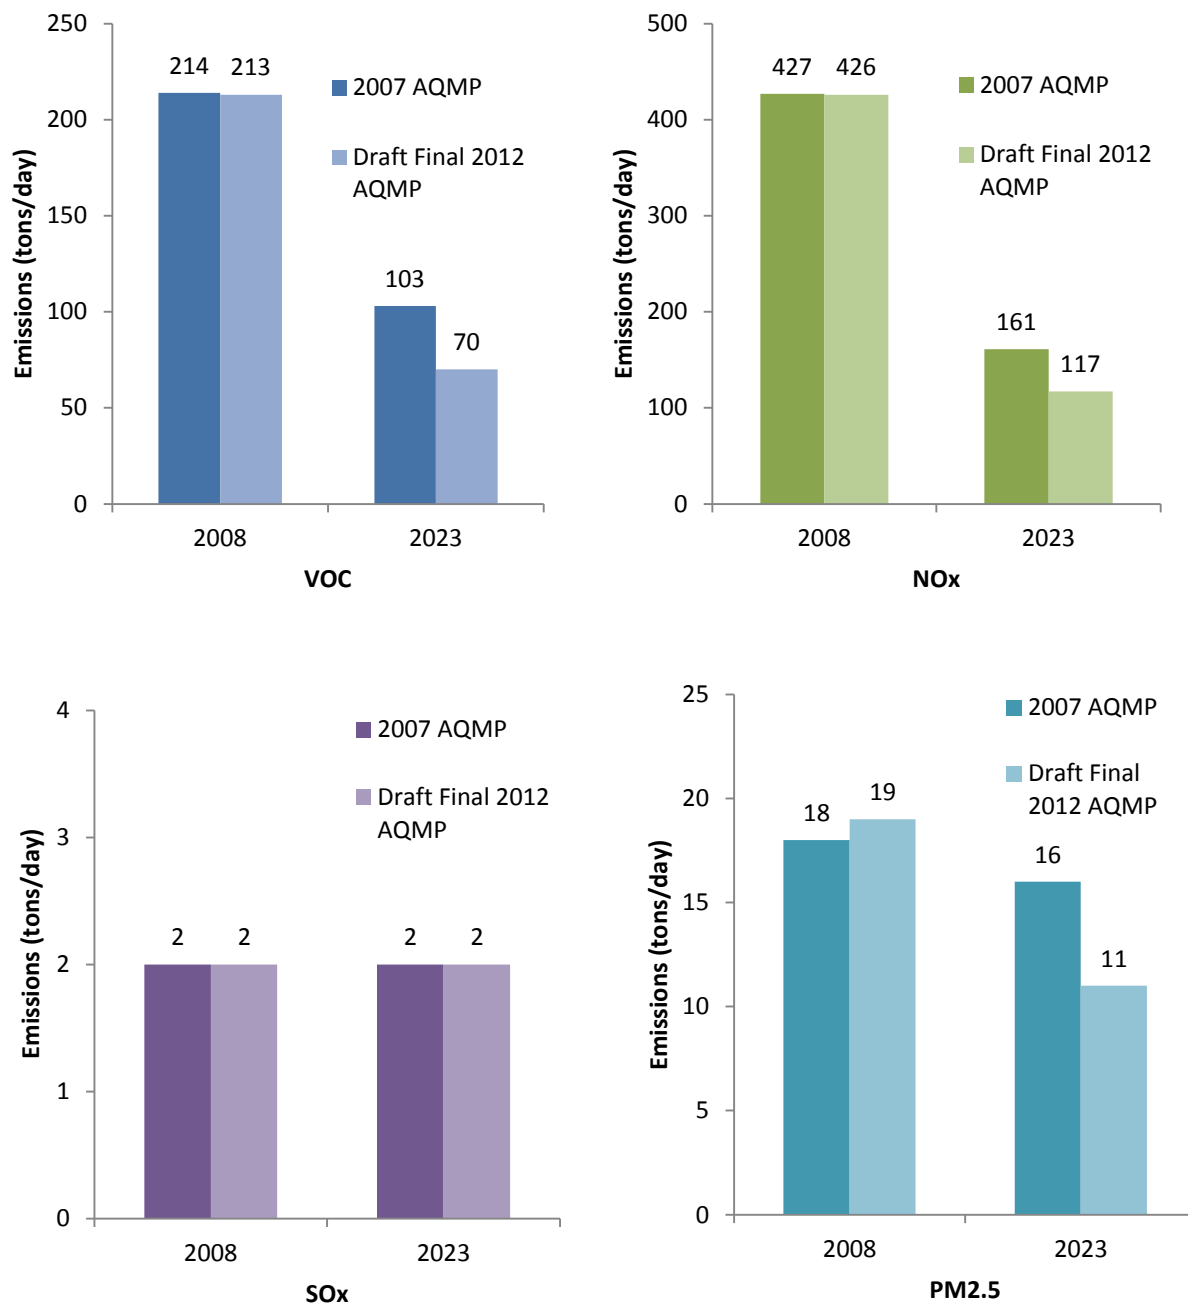 250
200
150
100
50
0
Emissions (tons/day)
214
213
103
70
2007 AQMP
Draft Final 2012
AQMP
2008
2023
VOC
500
400
300
200
100
0
Emissions (tons/day)
427
426
161
117
2007 AQMP
Draft Final 2012
AQMP
2008
2023
NOx
4
3
2
1
0
Emissions (tons/day)
2
2
2
2
2007 AQMP
Draft Final 2012
AQMP
2008
2023
SOx
25
20
15
10
5
0
Emissions (tons/day)
18
19
16
11
2007 AQMP
Draft Final
2012 AQMP
2008
2023
PM2.5